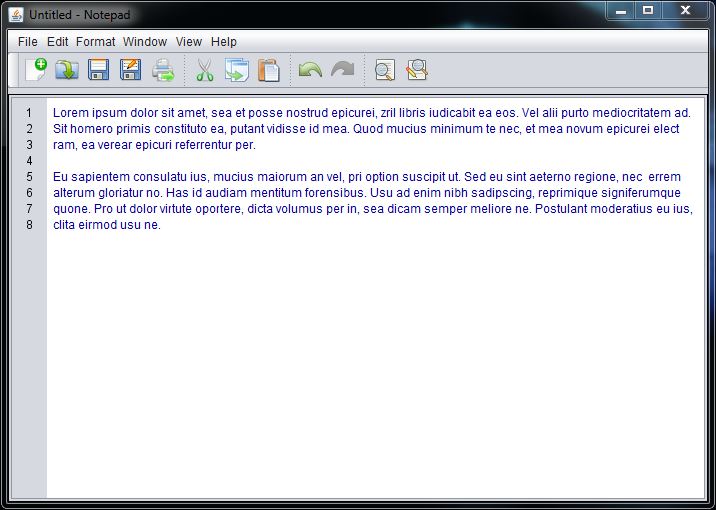 Untitled - Notepad
File Edit Format Window View Help
1 Lorem ipsum dolor sit amet, sea et posse nostrud epicurei, zril libris iudicabit ea eos. Vel alii purto mediocritatem ad.
2 Sit homero primis constituto ea, putant vidisse id mea. Quod mucius minimum te nec, et mea novum epicurei elect
3 ram, ea verear epicuri referrentur per.
4
5 Eu sapientem consulatu ius, mucius maiorum an vel, pri option suscipit ut. Sed eu sint aeterno regione, nec  errem
6 alterum gloriatur no. Has id audiam mentitum forensibus. Usu ad enim nibh sadipscing, reprimique signiferumque
7 quone. Pro ut dolor virtute oportere, dicta volumus per in, sea dicam semper meliore ne. Postulant moderatius eu ius,
8 clita eirmod usu ne.